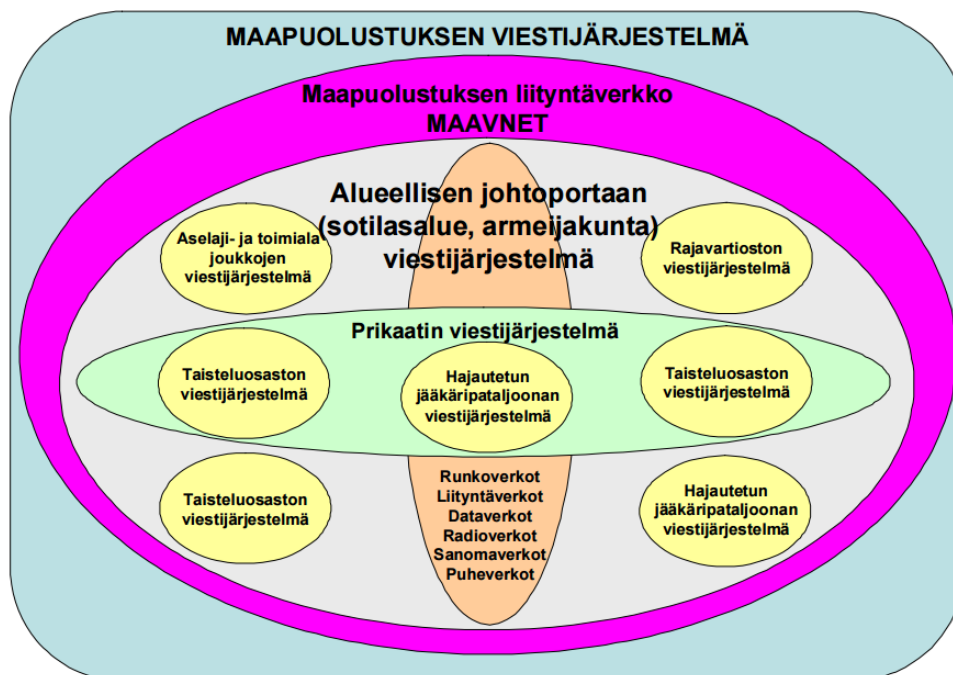 MAAPUOLUSTUKSEN VIESTIJÄRJESTELMÄ
Maapuolustuksen liityntäverkko
MAAVNET
Alueellisen johtoportaan
(sotilasalue, armeijakunta)
viestijärjestelmä
Aselaji- ja toimiala
joukkojen
viestijärjestelmä
Rajavartioston
viestijärjestelmä
Prikaatin viestijärjestelmä
Taisteluosaston
viestijärjestelmä
Hajautetun
jääkäripataljoonan
viestijärjestelmä
Taisteluosaston
viestijärjestelmä
Taisteluosaston
viestijärjestelmä
Runkoverkot
Liityntäverkot
Dataverkot
Radioverkot
Sanomaverkot
Puheverkot
Hajautetun
jääkäripataljoonan
viestijärjestelmä